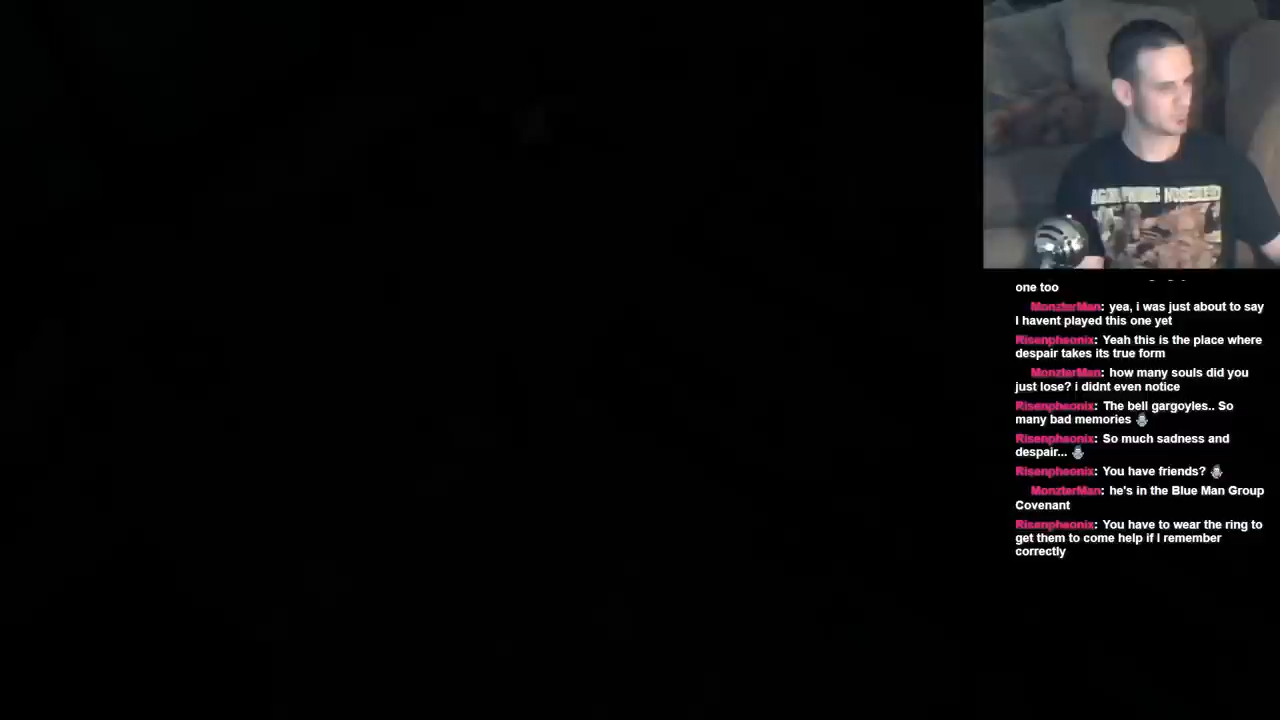 AGORAPHOBIC NOSEBLEED
one too
MonzterMan: yea, i was just about to say
I havent played this one yet
Risenpheonix: Yeah this is the place where
despair takes its true form
MonzterMan: how many souls did you
just lose? i didnt even notice
Risenpheonix: The bell gargoyles.. So
many bad memories
Risenpheonix: So much sadness and
despair...
Risenpheonix: You have friends?
MonzterMan: he's in the Blue Man Group
Covenant
Risenpheonix: You have to wear the ring to
get them to come help if I remember
correctly